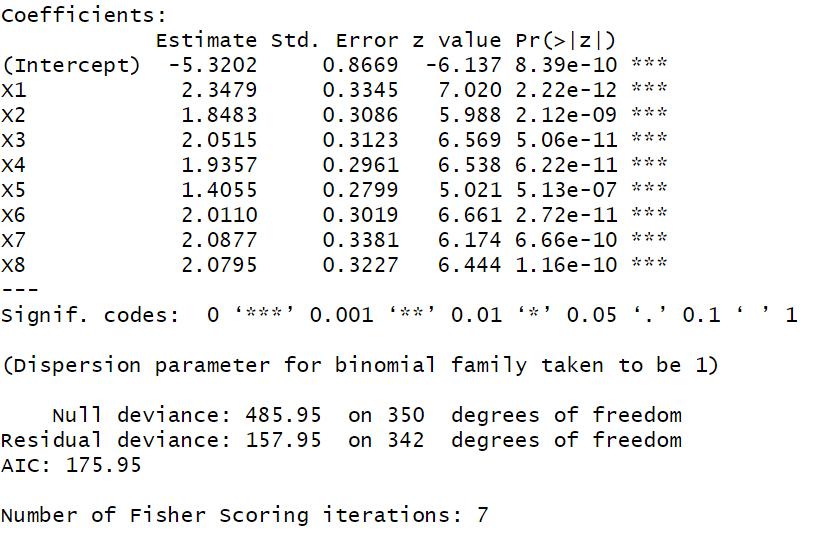 Coefficients:
            Estimate Std. Error z value Pr(>|z|)
(Intercept)  -5.3202     0.8669  -6.137 8.39e-10 ***
X1            2.3479     0.3345   7.020 2.22e-12 ***
X2            1.8483     0.3086   5.988 2.12e-09 ***
X3            2.0515     0.3123   6.569 5.06e-11 ***
X4            1.9357     0.2961   6.538 6.22e-11 ***
X5            1.4055     0.2799   5.021 5.13e-07 ***
X6            2.0110     0.3019   6.661 2.72e-11 ***
X7            2.0877     0.3381   6.174 6.66e-10 ***
X8            2.0795     0.3227   6.444 1.16e-10 ***
---
Signif. codes:  0 ‘***’ 0.001 ‘**’ 0.01 ‘*’ 0.05 ‘.’ 0.1 ‘ ’ 1
(Dispersion parameter for binomial family taken to be 1)
    Null deviance: 485.95  on 350  degrees of freedom
Residual deviance: 157.95  on 342  degrees of freedom
AIC: 175.95
Number of Fisher Scoring iterations: 7